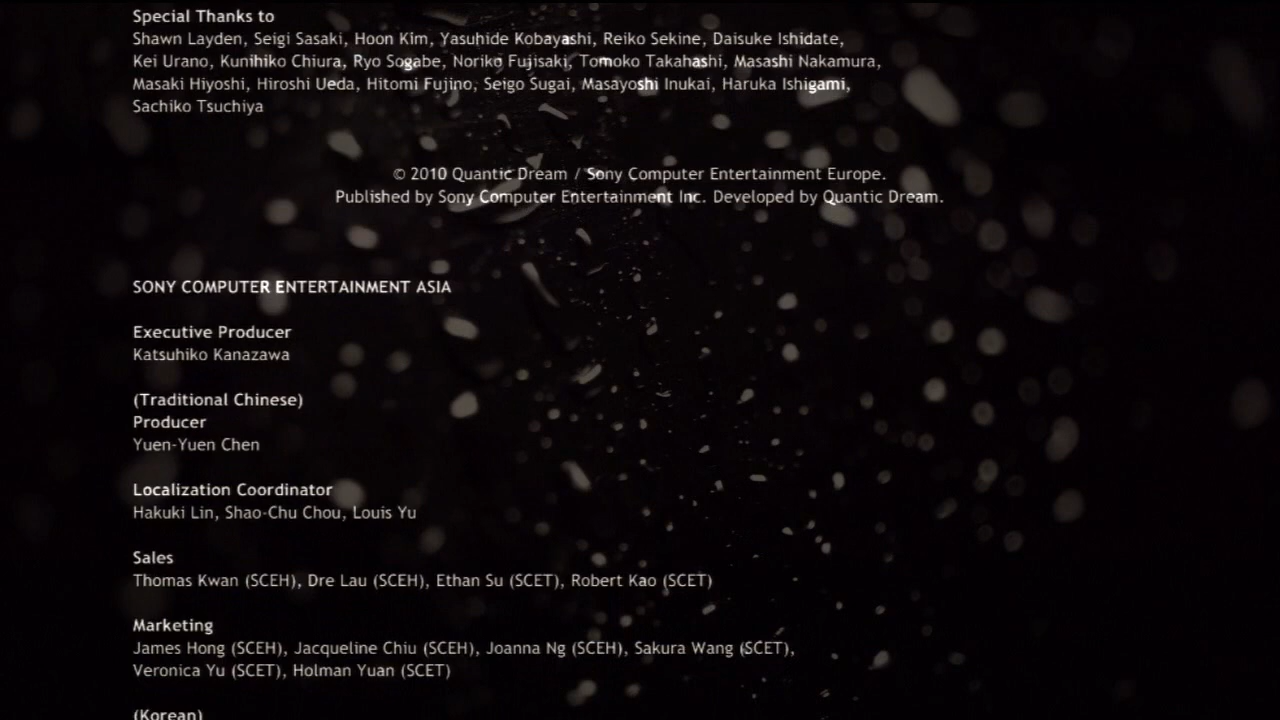 Special Thanks to
Shawn Layden, Seigi Sasaki, Hoon Kim, Yasuhide Kobayashi, Reiko Sekine, Daisuke Ishidate,
Kei Urano, Kunihiko Chiura, Ryo Sogabe, Noriko Fujisaki, Tomoko Takahashi, Masashi Nakamura,
Masaki Hiyoshi, Hiroshi Ueda, Hitomi Fujino, Seigo Sugai, Masayoshi Inukai, Haruka Ishigami,
Sachiko Tsuchiya
© 2010 Quantic Dream / Sony Computer Entertainment Europe.
Published by Sony Computer Entertainment Inc. Developed by Quantic Dream.
SONY COMPUTER ENTERTAINMENT ASIA
Executive Producer
Katsuhiko Kanazawa
(Traditional Chinese)
Producer
Yuen-Yuen Chen
Localization Coordinator
Hakuki Lin, Shao-Chu Chou, Louis Yu
Sales
Thomas Kwan (SCEH), Dre Lau (SCEH), Ethan Su (SCET), Robert Kao (SCET)
Marketing
James Hong (SCEH), Jacqueline Chiu (SCEH), Joanna Ng (SCEH), Sakura Wang (SCET),
Veronica Yu (SCET), Holman Yuan (SCET)
(Korean)